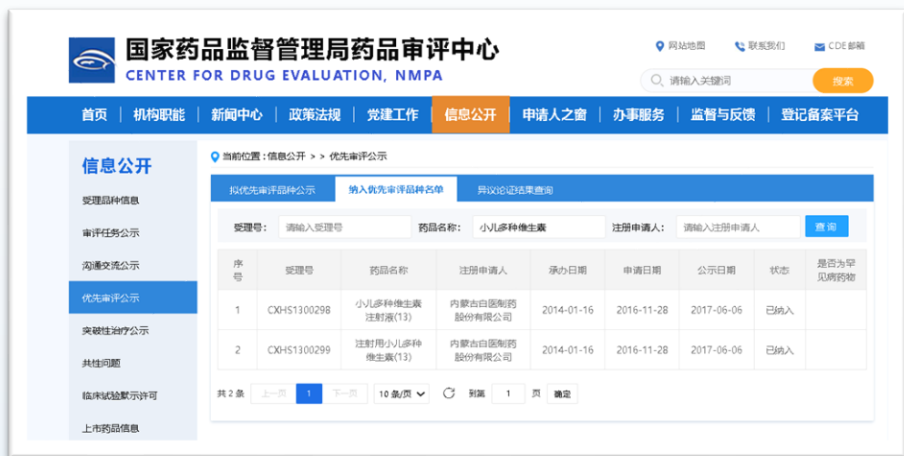 国家药品监督管理局药品审评中心
CENTER FOR DRUG EVALUATION, NMPA
网站地图 联系我们 CDE邮箱
请输入关键词 搜索
首页 机构职能 新闻中心 政策法规 党建工作 信息公开 申请人之窗 办事服务 监督与反馈 登记备案平台
信息公开
受理品种信息
审评任务公示
沟通交流公示
优先审评公示
突破性治疗公示
共性问题
临床试验默示许可
上市药品信息
当前位置:信息公开 > > 优先审评公示
拟优先审评品种公示 纳入优先审评品种名单 异议论证结果查询
受理号: 请输入受理号 药品名称: 小儿多种维生素 注册申请人: 请输入注册申请人 查询
序号 受理号 药品名称 注册申请人 承办日期 申请日期 公示日期 状态 是否为罕见病药物
1 CXHS1300298 小儿多种维生素注射液(13) 内蒙古白医制药股份有限公司 2014-01-16 2016-11-28 2017-06-06 已纳入
2 CXHS1300299 注射用小儿多种维生素(13) 内蒙古白医制药股份有限公司 2014-01-16 2016-11-28 2017-06-06 已纳入
共 2 条 上一页 1 下一页 10 条/页 到第 1 页 确定